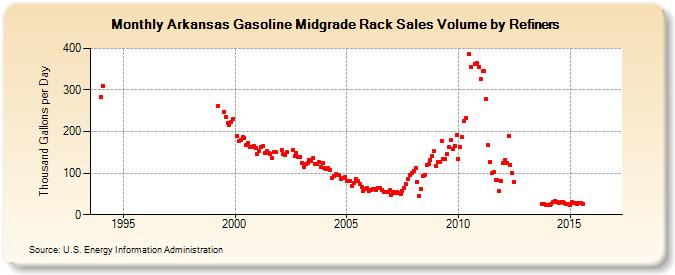 Monthly Arkansas Gasoline Midgrade Rack Sales Volume by Refiners
Thousand Gallons per Day
400
300
200
100
0
1995 2000 2005 2010 2015
Source: U.S. Energy Information Administration